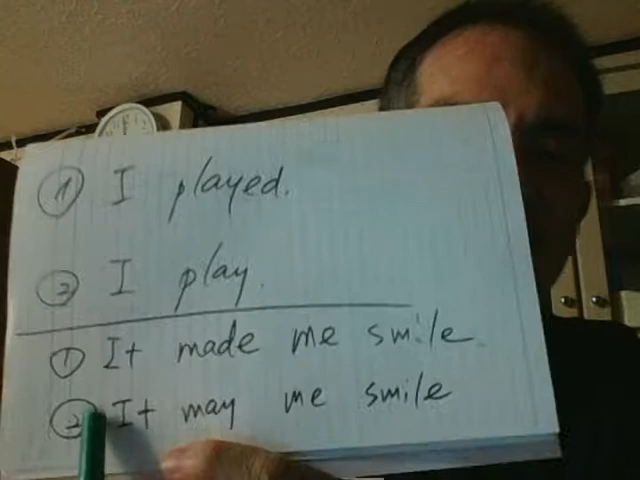 ① I played.
② I play.
① It made me smile.
② It may me smile